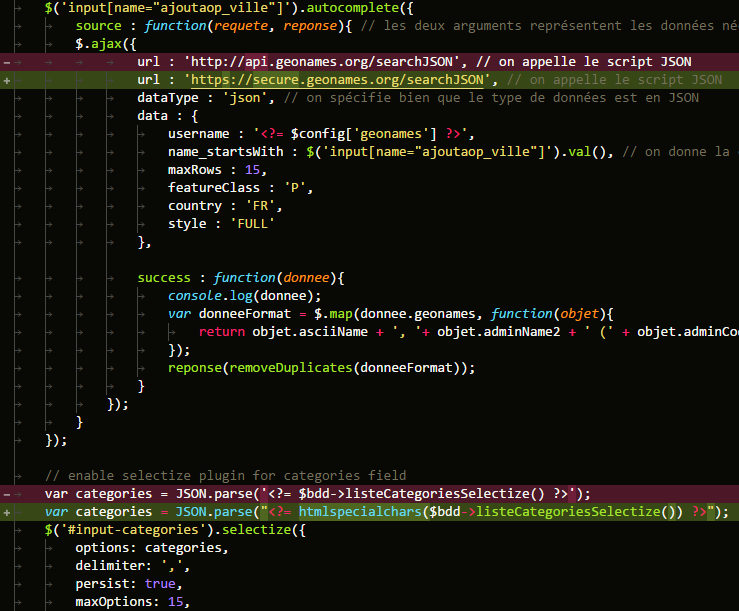 $('input[name="ajoutaop_ville"]').autocomplete({
source : function(requete, reponse){ // les deux arguments représentent les données
$.ajax({
- url : 'http://api.geonames.org/searchJSON', // on appelle le script JSON
+ url : 'https://secure.geonames.org/searchJSON', // on appelle le script JSON
dataType : 'json', // on spécifie bien que le type de données est en JSON
data : {
username : '<?= $config['geonames'] ?>',
name_startsWith : $('input[name="ajoutaop_ville"]').val(), // on donne la
maxRows : 15,
featureClass : 'P',
country : 'FR',
style : 'FULL'
},
success : function(donnee){
console.log(donnee);
var donneeFormat = $.map(donnee.geonames, function(objet){
return objet.asciiName + ', '+ objet.adminName2 + ' (' + objet.adminCo
});
reponse(removeDuplicates(donneeFormat));
}
});
}
});
// enable selectize plugin for categories field
- var categories = JSON.parse('<?= $bdd->listeCategoriesSelectize() ?>');
+ var categories = JSON.parse("<?= htmlspecialchars($bdd->listeCategoriesSelectize()) ?>");
$('#input-categories').selectize({
options: categories,
delimiter: ',',
persist: true,
maxOptions: 15,